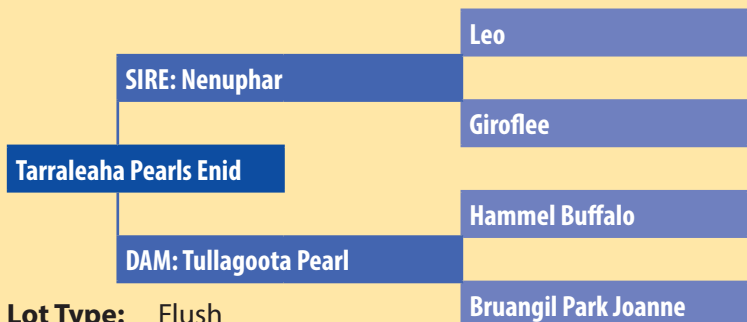 Leo
SIRE: Nenuphar
Giroflee
Tarraleaha Pearls Enid
Hammel Buffalo
DAM: Tullagoota Pearl
Bruangil Park Joanne
Lot Type: Flush